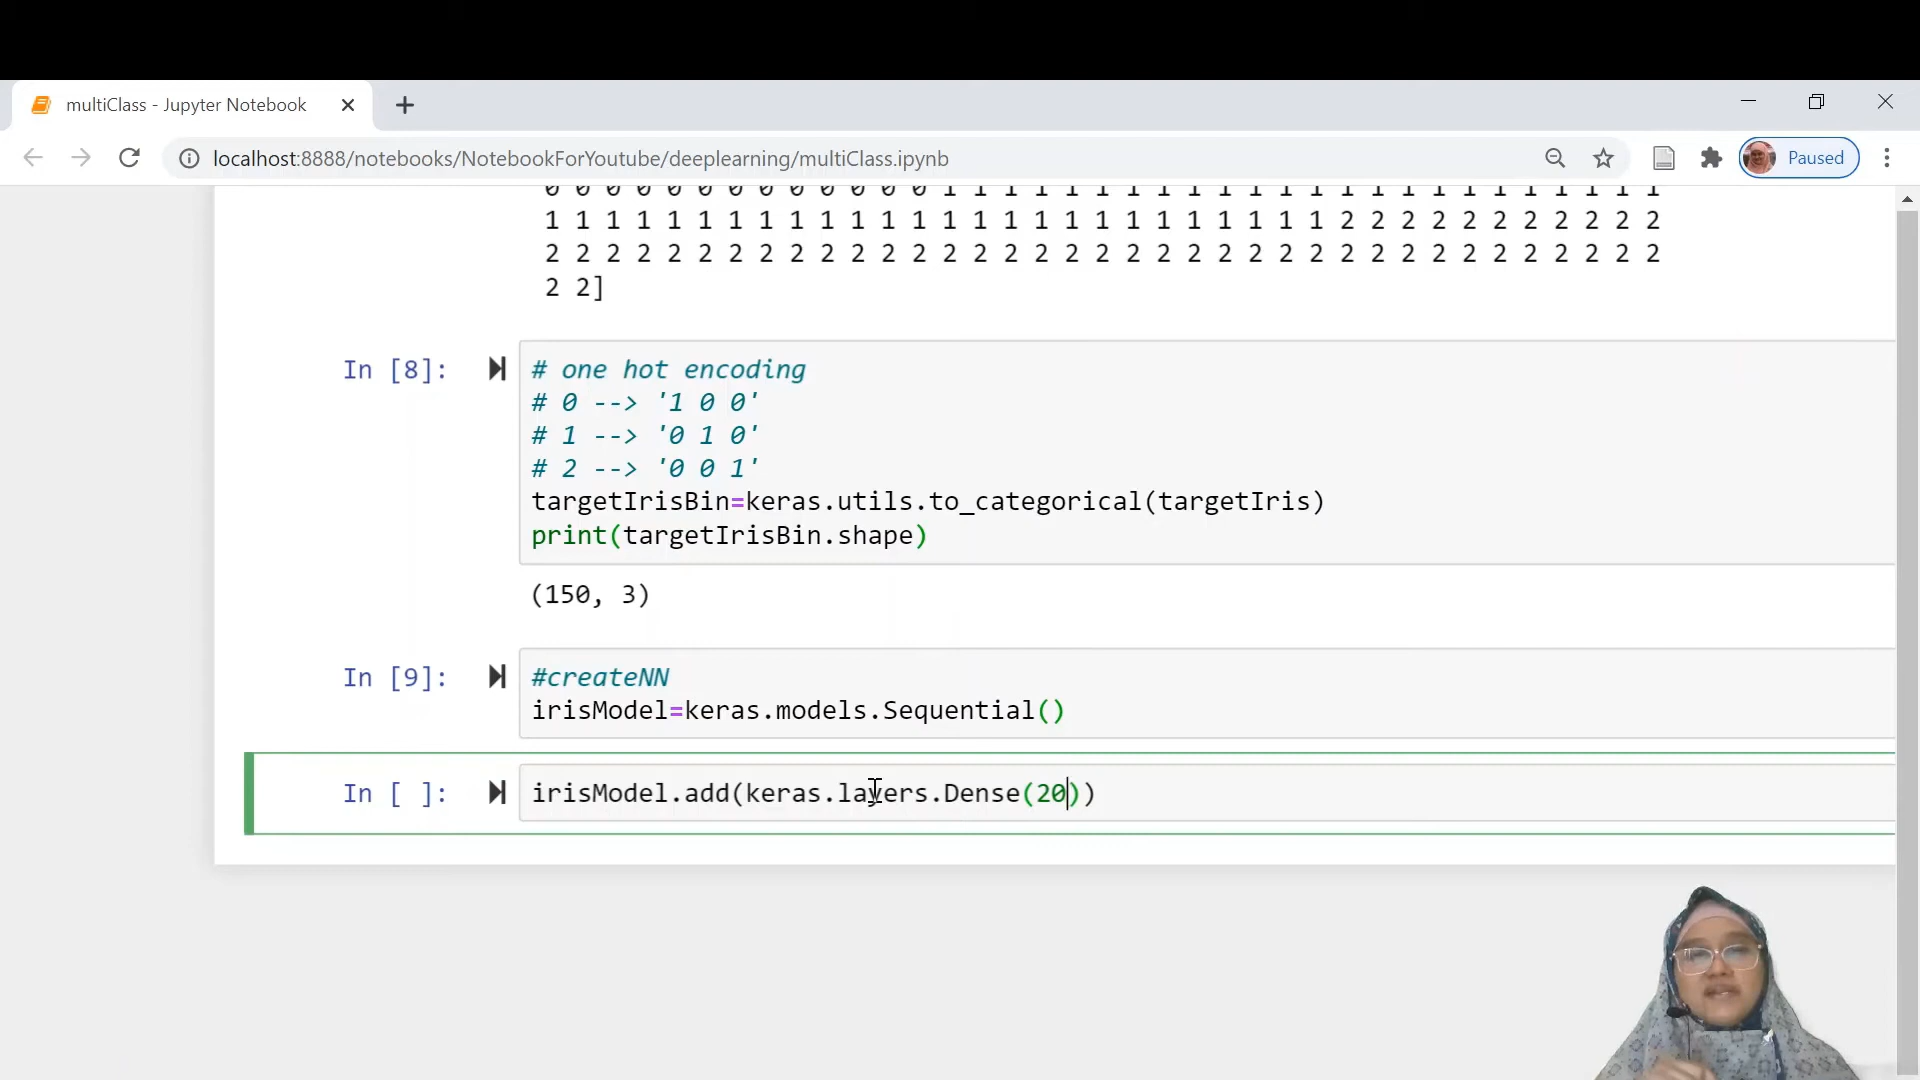 multiClass - Jupyter Notebook
localhost:8888/notebooks/NotebookForYoutube/deeplearning/multiClass.ipynb
Paused
0 0 0 0 0 0 0 0 0 0 0 0 0 1 1 1 1 1 1 1 1 1 1 1 1 1 1 1 1 1 1 1 1 1 1 1 1
1 1 1 1 1 1 1 1 1 1 1 1 1 1 1 1 1 1 1 1 1 1 1 1 1 1 2 2 2 2 2 2 2 2 2 2 2
2 2 2 2 2 2 2 2 2 2 2 2 2 2 2 2 2 2 2 2 2 2 2 2 2 2 2 2 2 2 2 2 2 2 2 2 2
2 2]
In [8]:
# one hot encoding
# 0 --> '1 0 0'
# 1 --> '0 1 0'
# 2 --> '0 0 1'
targetIrisBin=keras.utils.to_categorical(targetIris)
print(targetIrisBin.shape)
(150, 3)
In [9]:
#createNN
irisModel=keras.models.Sequential()
In [ ]:
irisModel.add(keras.layers.Dense(20))